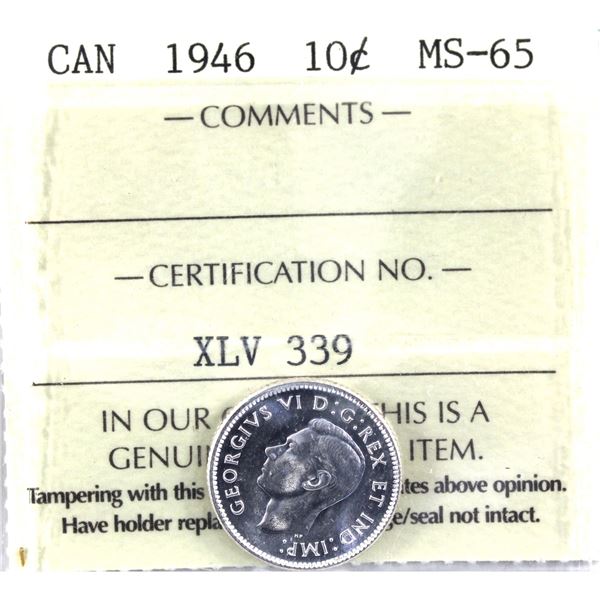 CAN 1946 10¢ MS-65
— COMMENTS —
— CERTIFICATION NO. —
XLV 339
IN OUR HIS IS A
GENUI ITEM.
Tampering with this tes above opinion.
Have holder repla e/seal not intact.
GEORGIVS VI D:G:REX ET IND:IMP:
HP